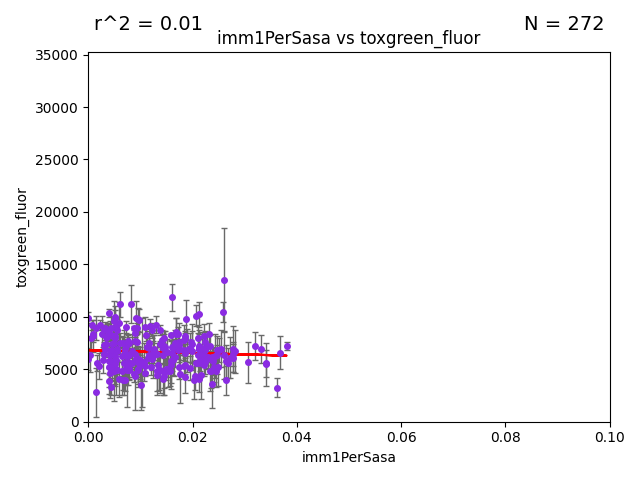 r^2 = 0.01
N = 272
imm1PerSasa vs toxgreen_fluor
35000
30000
25000
20000
15000
10000
5000
0
toxgreen_fluor
0.00
0.02
0.04
0.06
0.08
0.10
imm1PerSasa